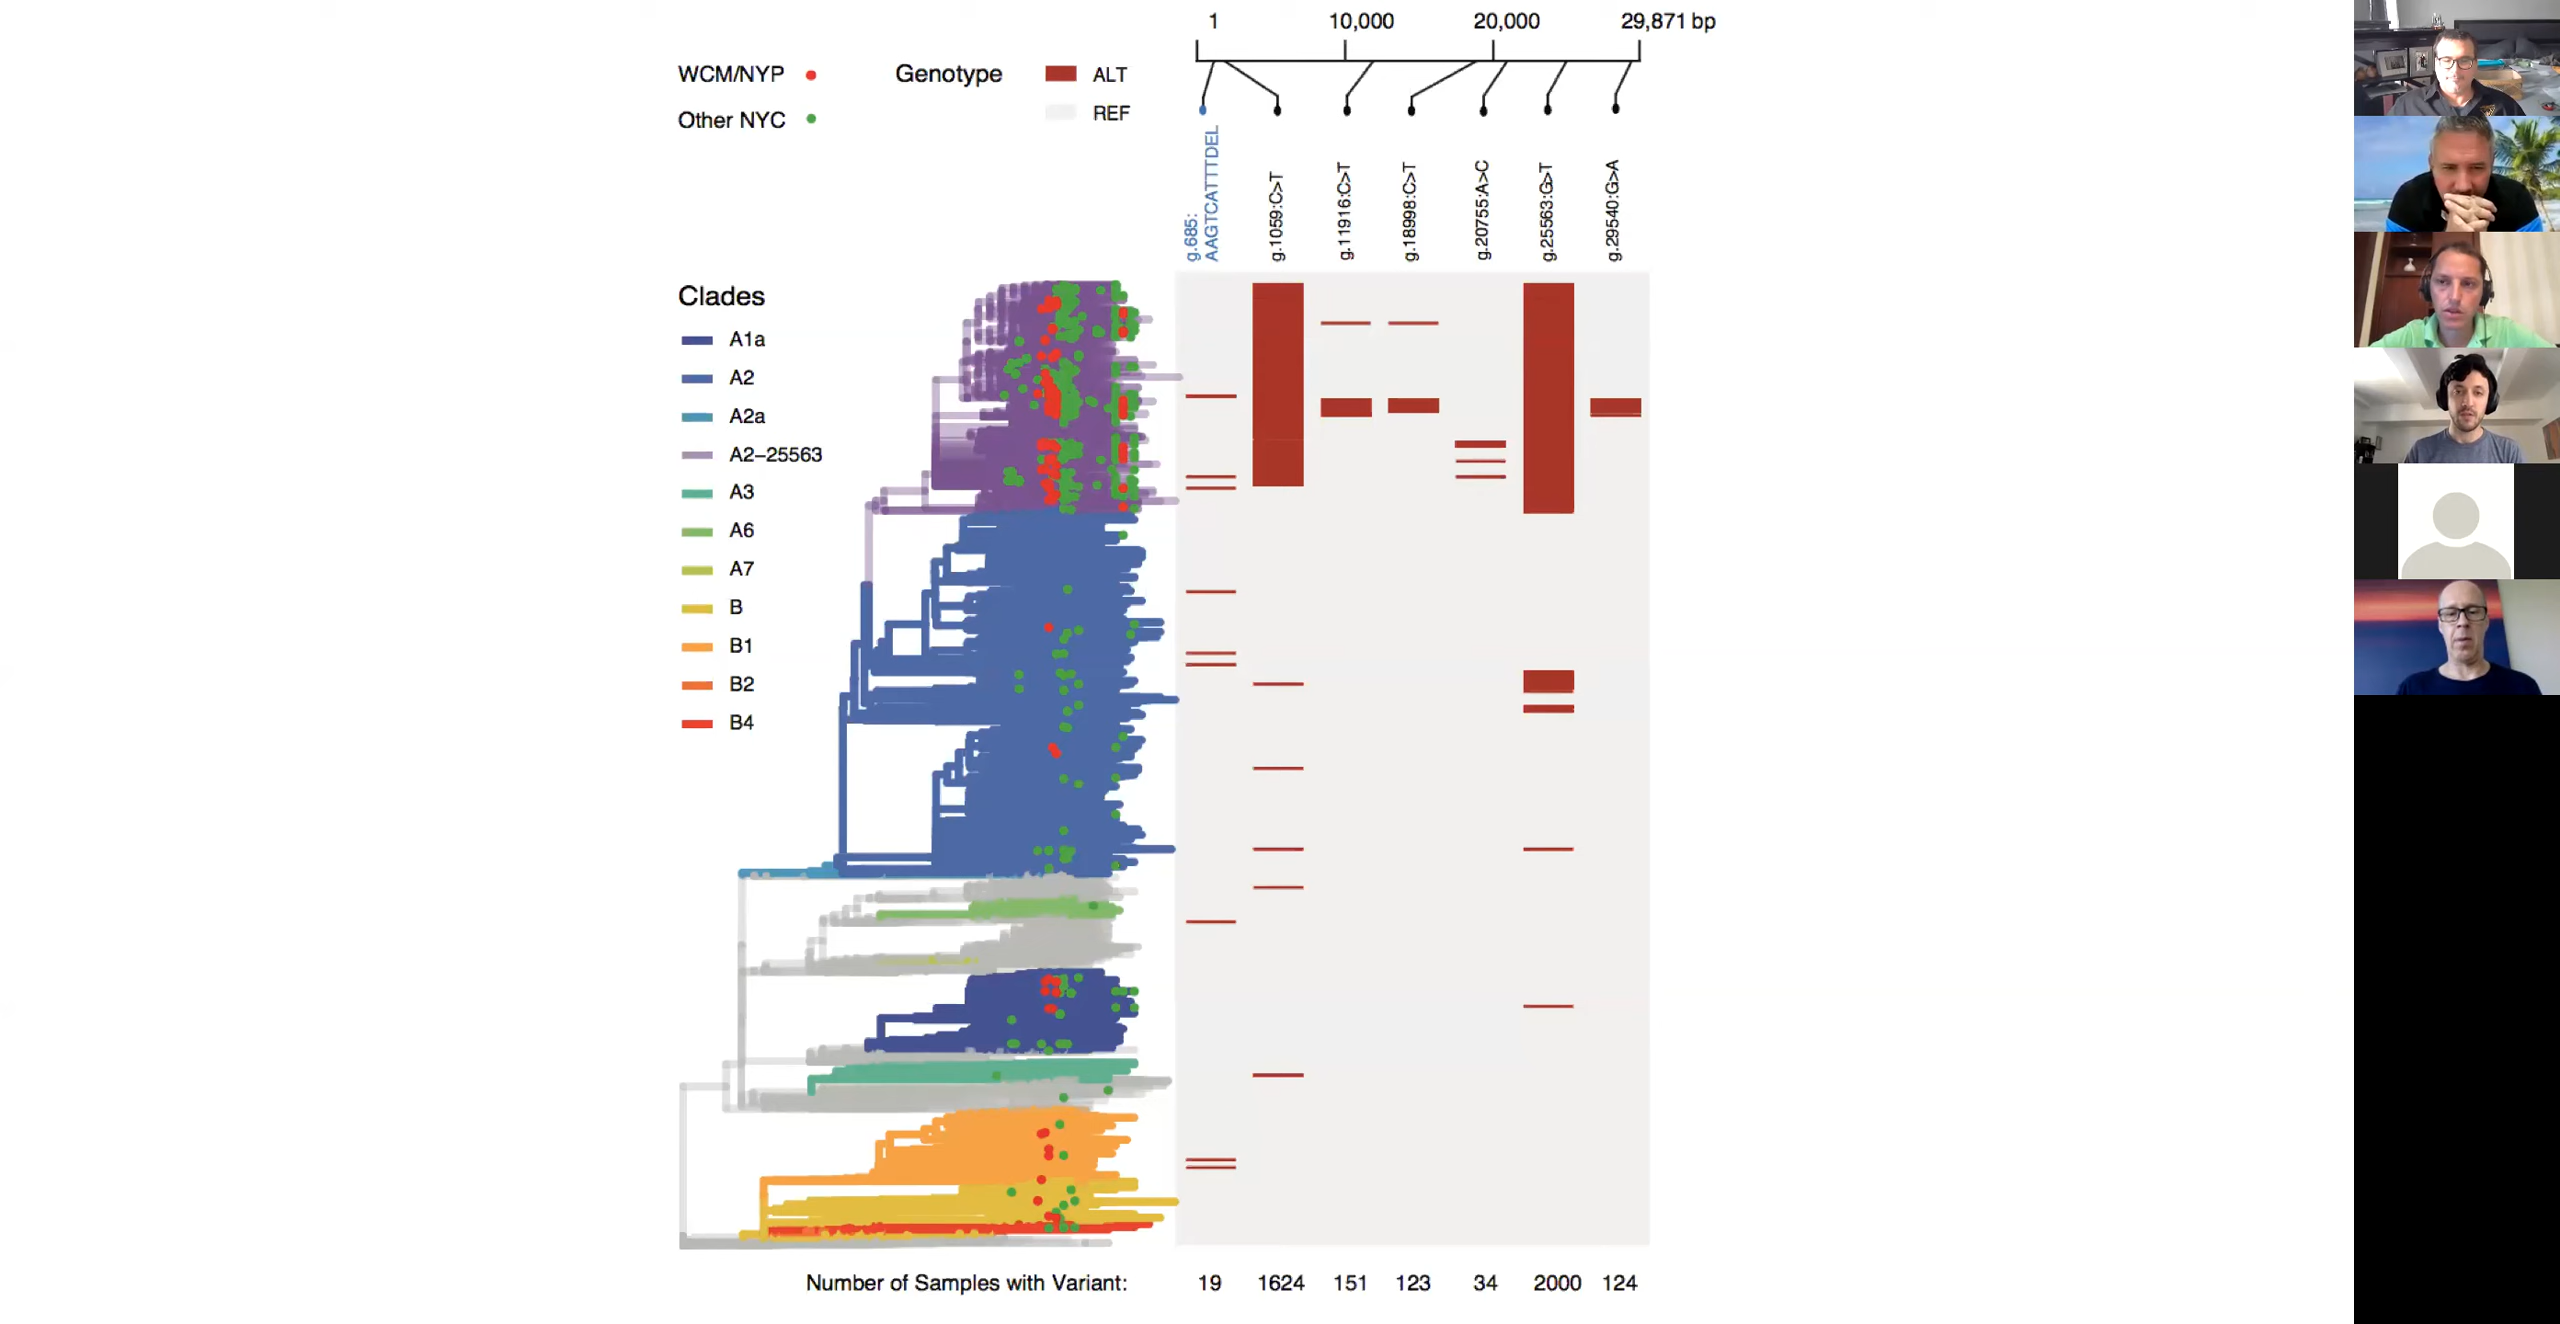 1 10,000 20,000 29,871 bp
WCM/NYP
Other NYC
Genotype
ALT
REF
g.685:
AAGTCATTTDEL
g.1059:C>T
g.11916:C>T
g.18998:C>T
g.20755:A>C
g.25563:G>T
g.29540:G>A
Clades
A1a
A2
A2a
A2–25563
A3
A6
A7
B
B1
B2
B4
Number of Samples with Variant: 19 1624 151 123 34 2000 124